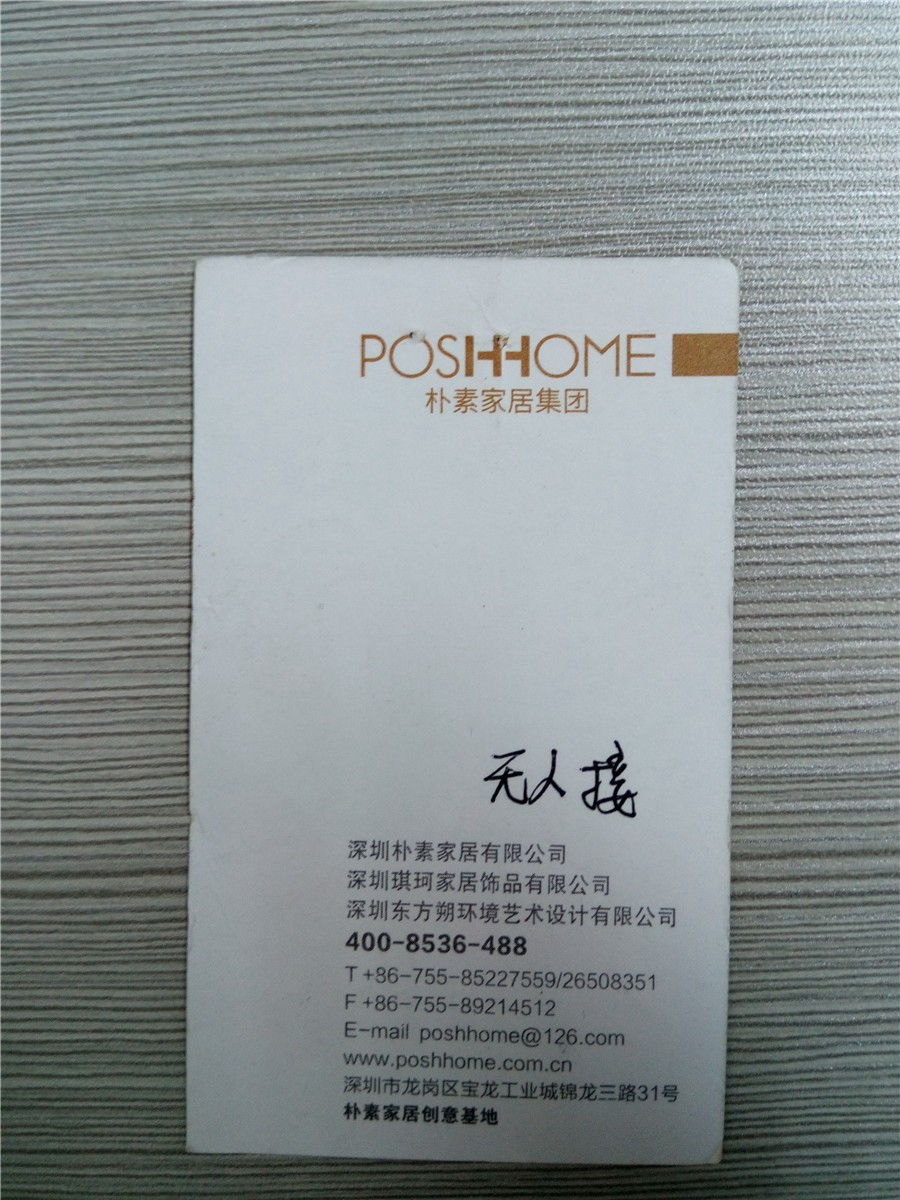 POSHHOME
朴素家居集团
无人接
深圳朴素家居有限公司
深圳琪珂家居饰品有限公司
深圳东方朔环境艺术设计有限公司
400-8536-488
T +86-755-85227559/26508351
F +86-755-89214512
E-mail poshhome@126.com
www.poshhome.com.cn
深圳市龙岗区宝龙工业城锦龙三路31号
朴素家居创意基地